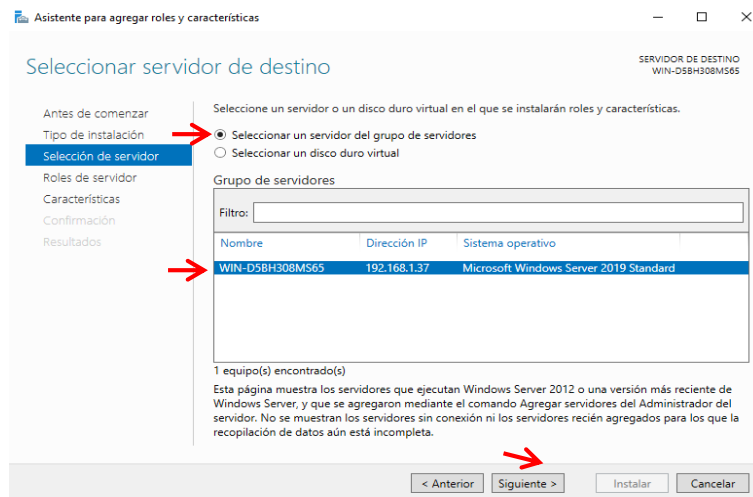 Asistente para agregar roles y características
Seleccionar servidor de destino
SERVIDOR DE DESTINO
WIN-D5BH308MS65
Antes de comenzar
Tipo de instalación
Selección de servidor
Roles de servidor
Características
Confirmación
Resultados
Seleccione un servidor o un disco duro virtual en el que se instalarán roles y características.
Seleccionar un servidor del grupo de servidores
Seleccionar un disco duro virtual
Grupo de servidores
Filtro:
Nombre Dirección IP Sistema operativo
WIN-D5BH308MS65 192.168.1.37 Microsoft Windows Server 2019 Standard
1 equipo(s) encontrado(s)
Esta página muestra los servidores que ejecutan Windows Server 2012 o una versión más reciente de
Windows Server, y que se agregaron mediante el comando Agregar servidores del Administrador del
servidor. No se muestran los servidores sin conexión ni los servidores recién agregados para los que la
recopilación de datos aún está incompleta.
< Anterior Siguiente > Instalar Cancelar